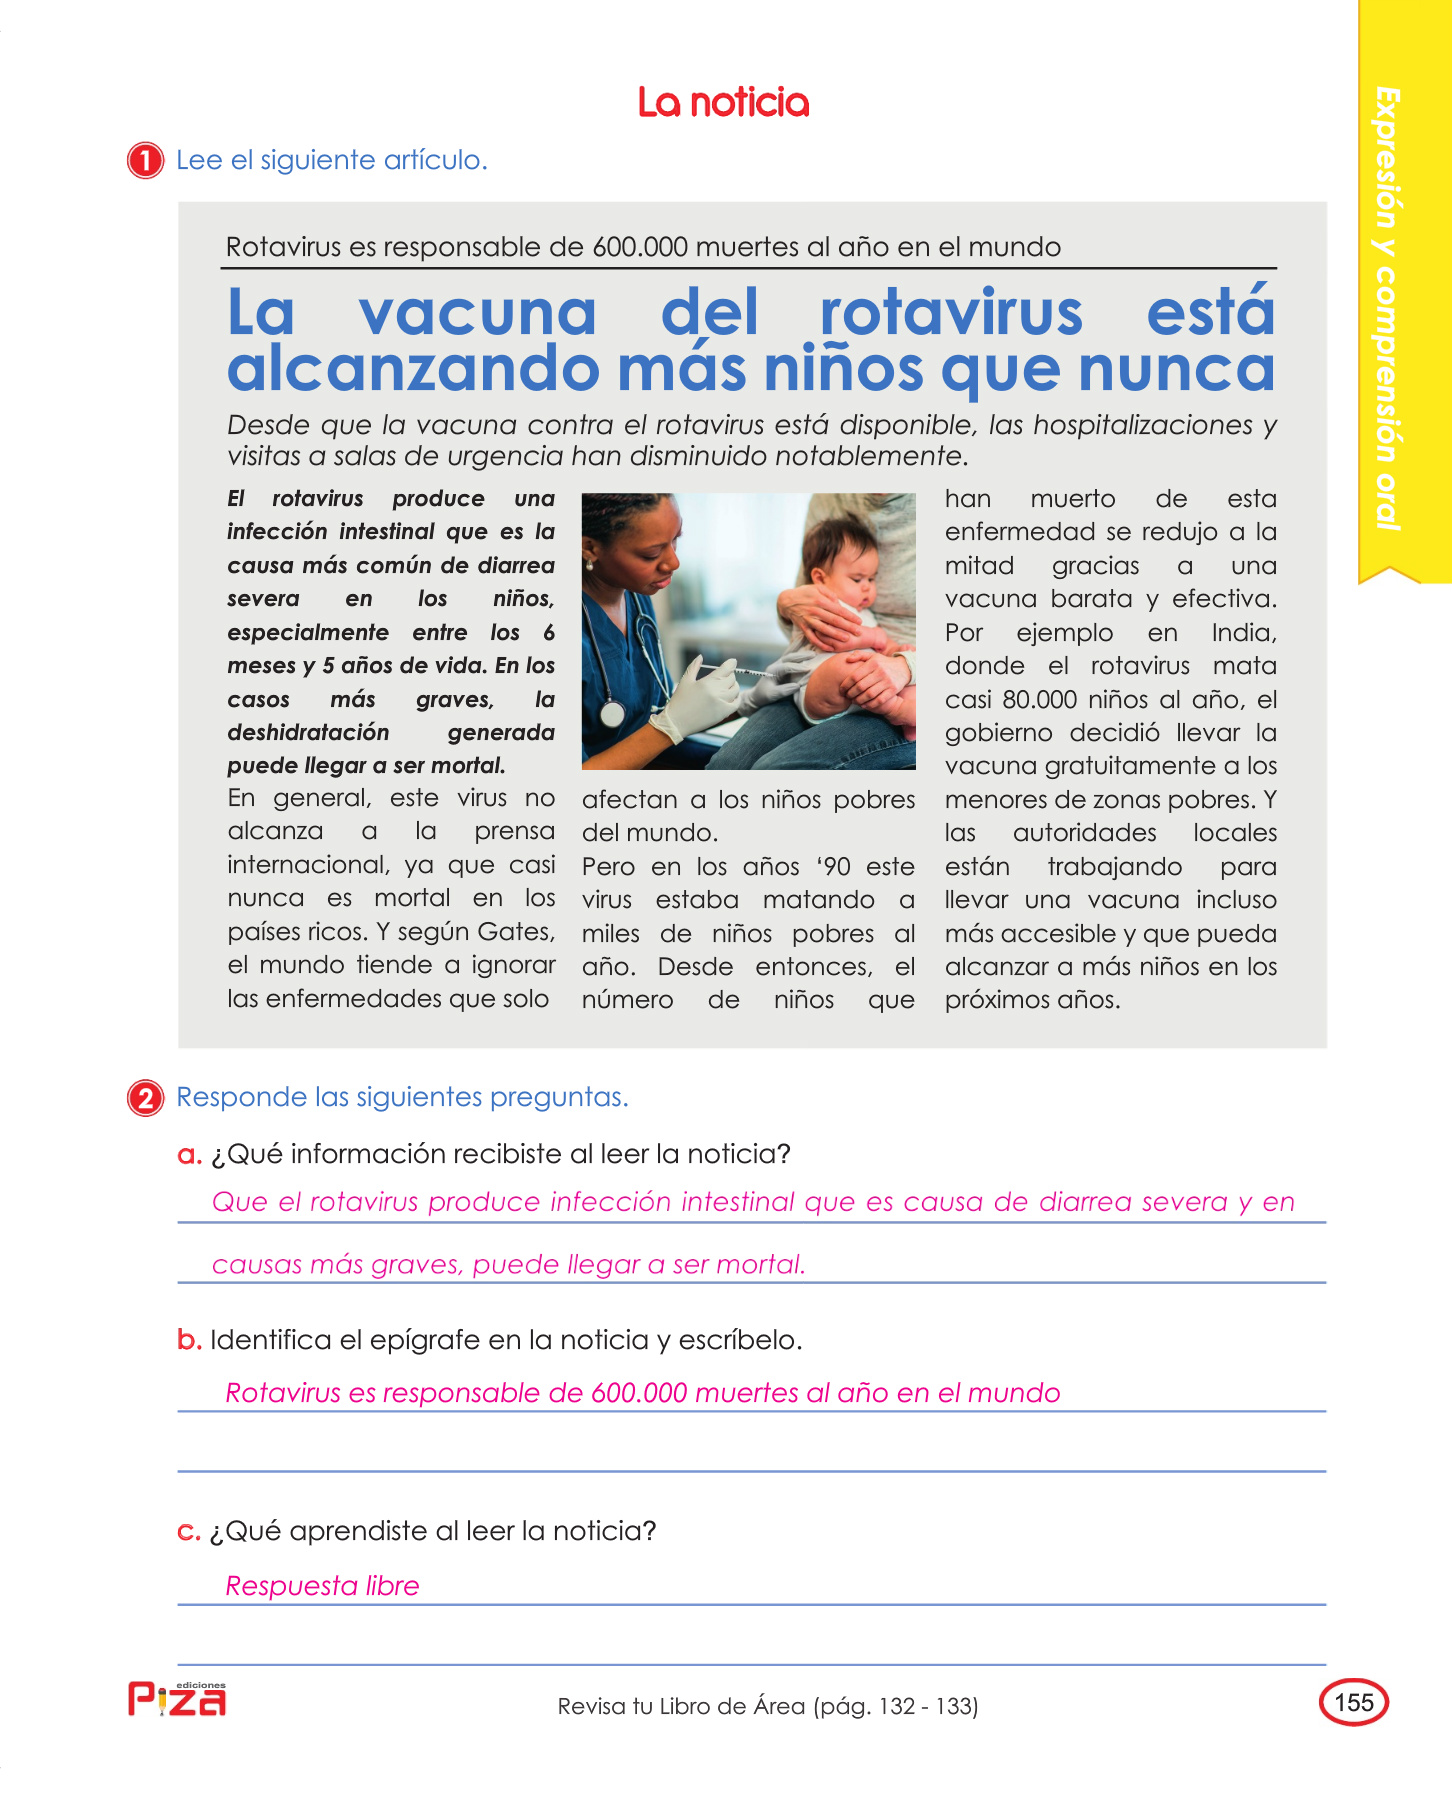 La noticia
1 Lee el siguiente artículo.
Rotavirus es responsable de 600.000 muertes al año en el mundo
La vacuna del rotavirus está
alcanzando más niños que nunca
Desde que la vacuna contra el rotavirus está disponible, las hospitalizaciones y
visitas a salas de urgencia han disminuido notablemente.
El rotavirus produce una
infección intestinal que es la
causa más común de diarrea
severa en los niños,
especialmente entre los 6
meses y 5 años de vida. En los
casos más graves, la
deshidratación generada
puede llegar a ser mortal.
En general, este virus no
alcanza a la prensa
internacional, ya que casi
nunca es mortal en los
países ricos. Y según Gates,
el mundo tiende a ignorar
las enfermedades que solo
afectan a los niños pobres
del mundo.
Pero en los años ‘90 este
virus estaba matando a
miles de niños pobres al
año. Desde entonces, el
número de niños que
han muerto de esta
enfermedad se redujo a la
mitad gracias a una
vacuna barata y efectiva.
Por ejemplo en India,
donde el rotavirus mata
casi 80.000 niños al año, el
gobierno decidió llevar la
vacuna gratuitamente a los
menores de zonas pobres. Y
las autoridades locales
están trabajando para
llevar una vacuna incluso
más accesible y que pueda
alcanzar a más niños en los
próximos años.
2 Responde las siguientes preguntas.
a. ¿Qué información recibiste al leer la noticia?
Que el rotavirus produce infección intestinal que es causa de diarrea severa y en
causas más graves, puede llegar a ser mortal.
b. Identifica el epígrafe en la noticia y escríbelo.
Rotavirus es responsable de 600.000 muertes al año en el mundo
c. ¿Qué aprendiste al leer la noticia?
Respuesta libre
ediciones
Piza
Revisa tu Libro de Área (pág. 132 - 133)
155
Expresión y comprensión oral